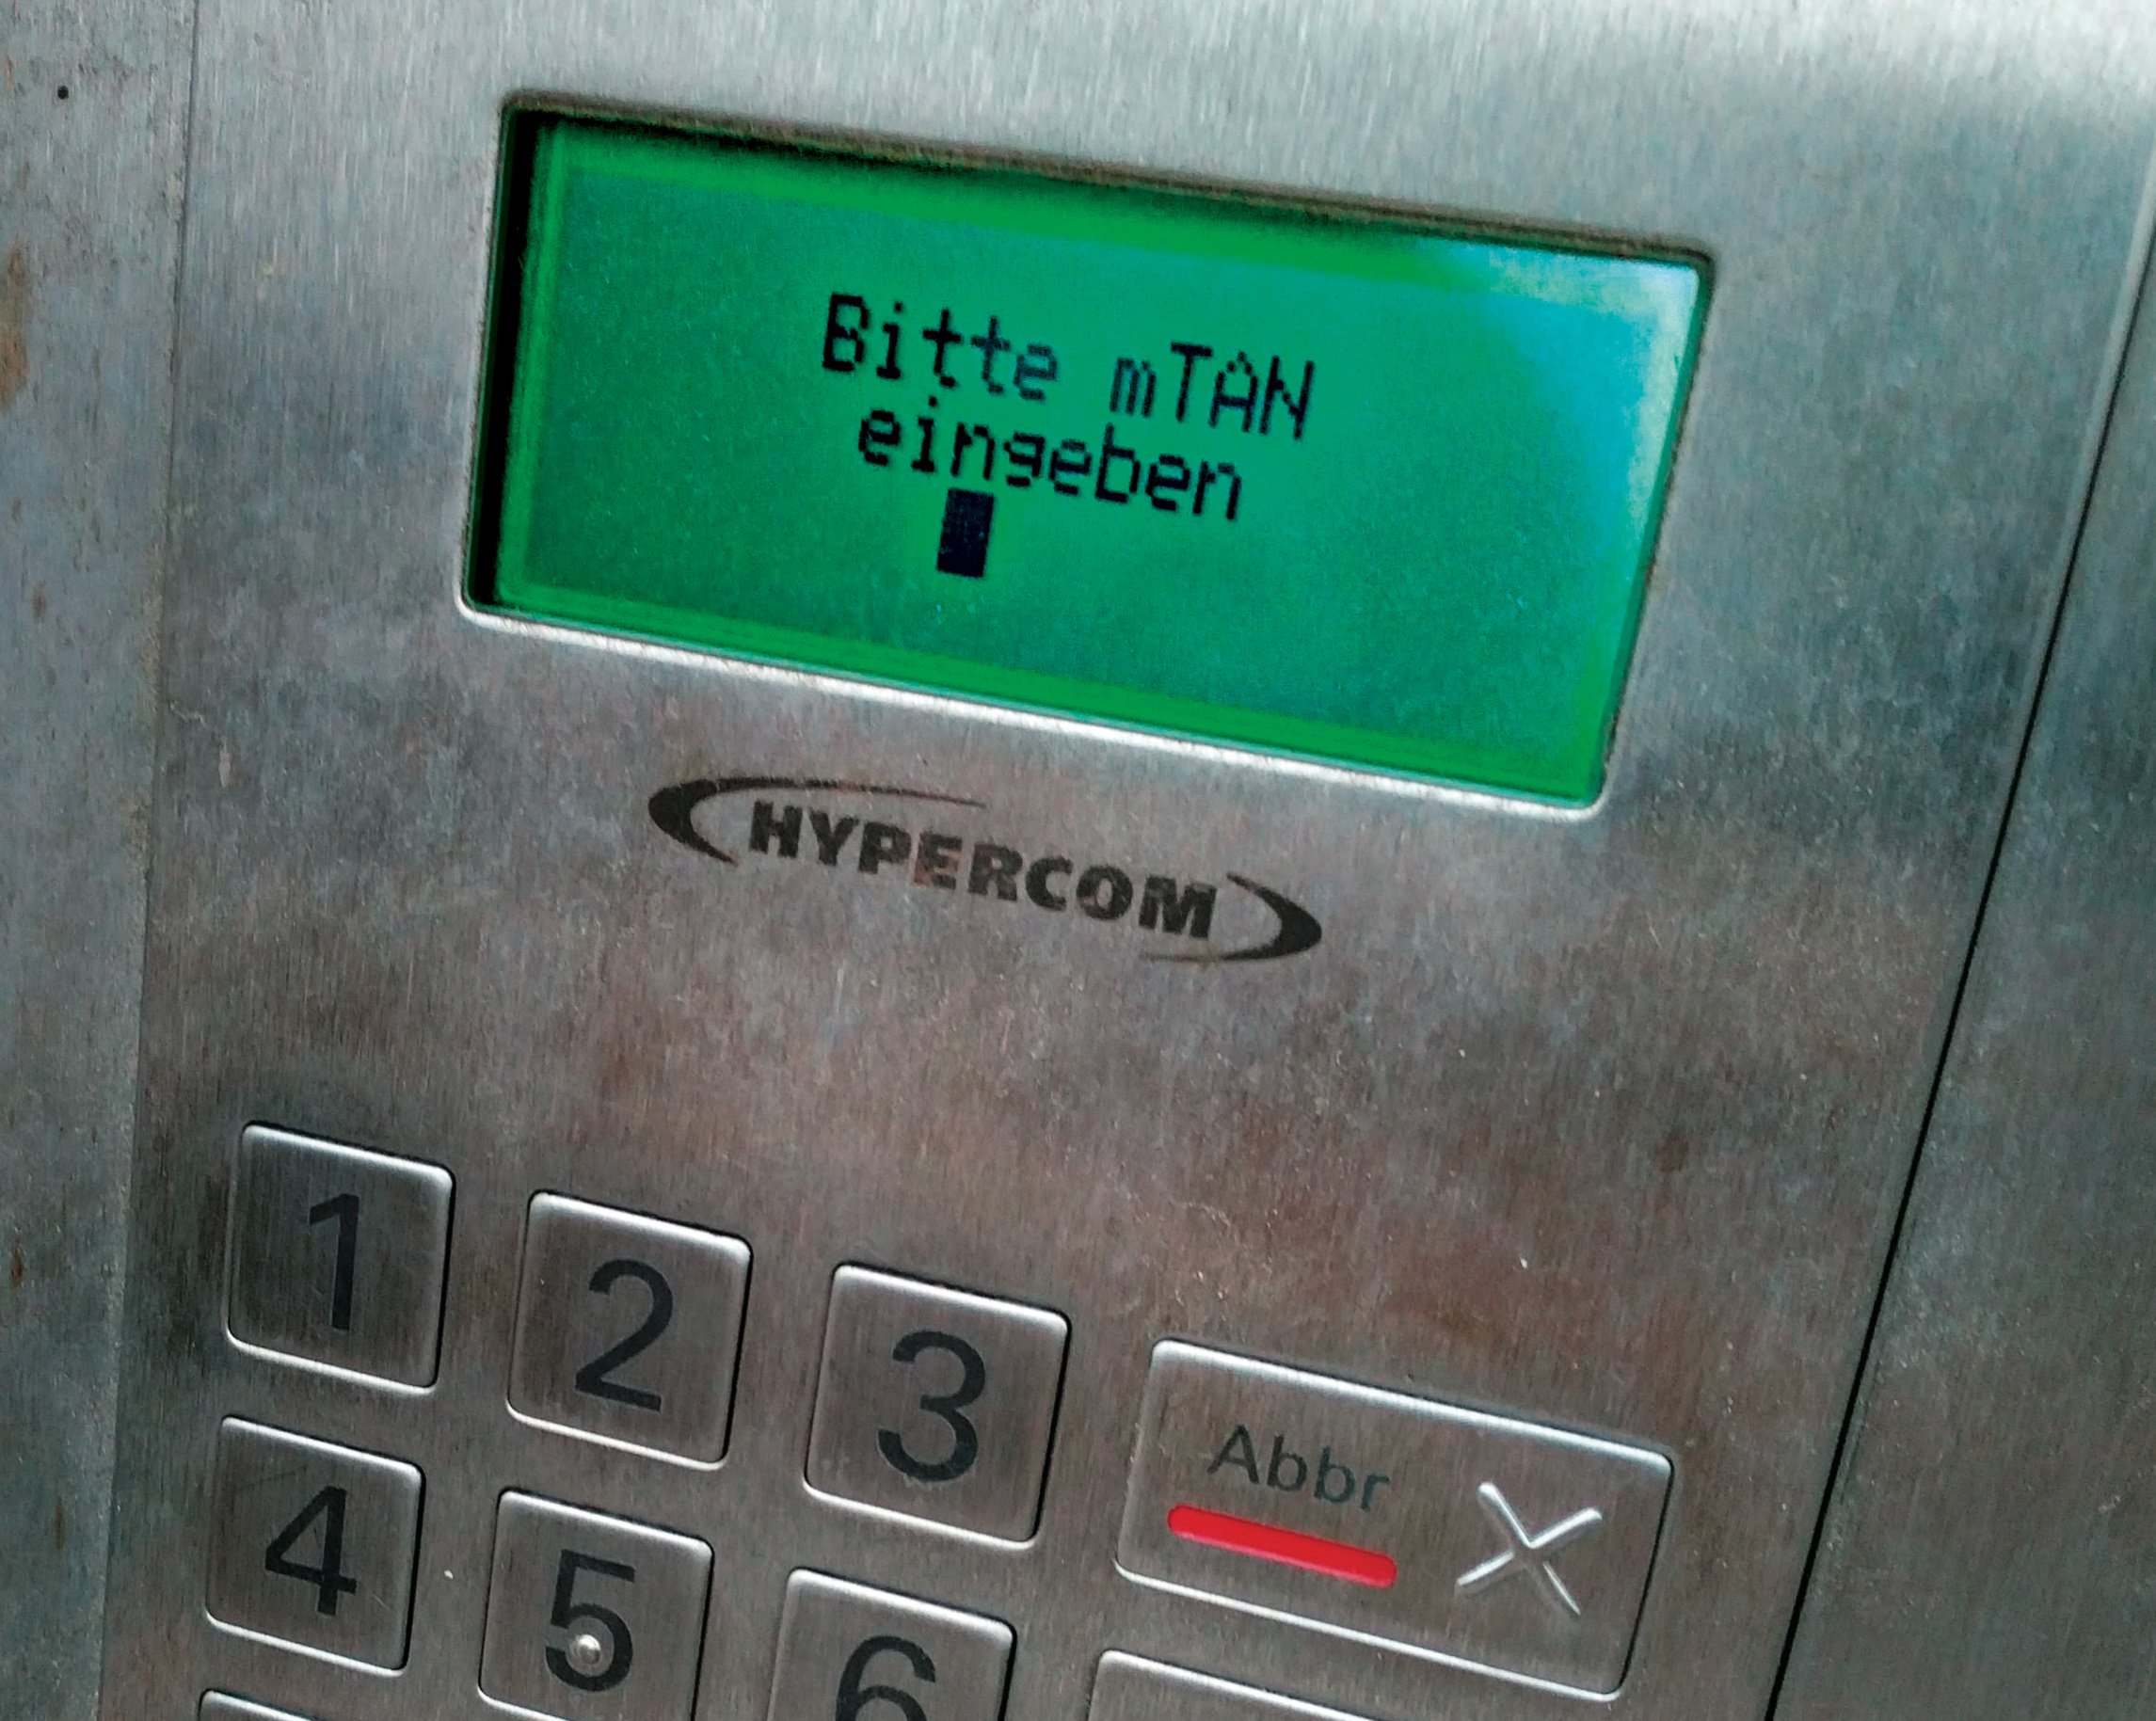 Bitte mTAN
eingeben
HYPERCOM
1
2
3
Abbr
4
5
6